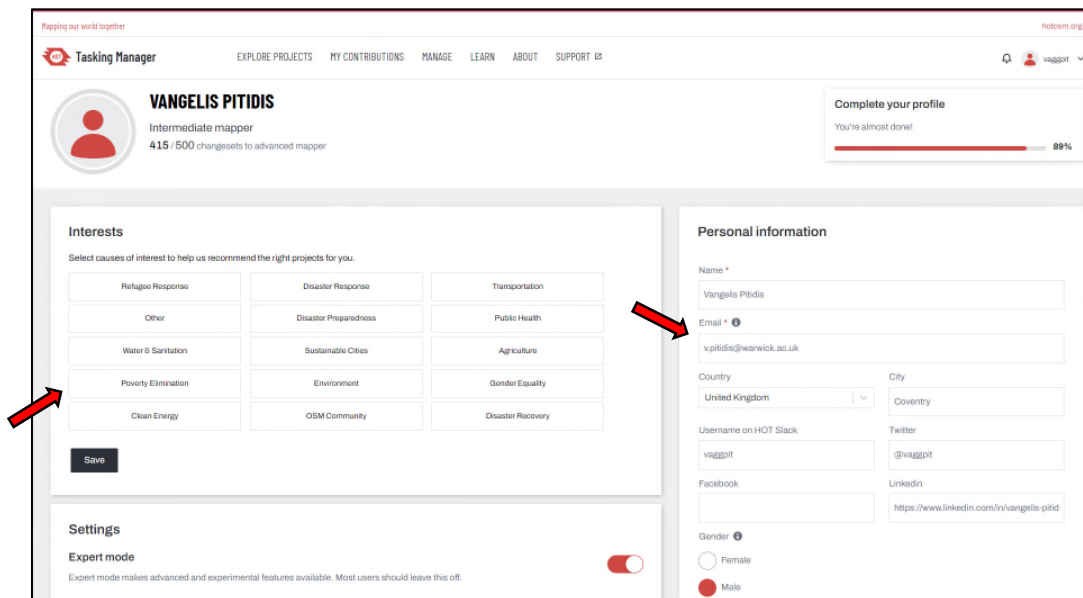 Mapping our world together
hotosm.org
HOT Tasking Manager EXPLORE PROJECTS MY CONTRIBUTIONS MANAGE LEARN ABOUT SUPPORT vaggpit
VANGELIS PITIDIS
Intermediate mapper
415 / 500 changesets to advanced mapper
Complete your profile
You're almost done!
89%
Interests
Select causes of interest to help us recommend the right projects for you.
Refugee Response Disaster Response Transportation
Other Disaster Preparedness Public Health
Water & Sanitation Sustainable Cities Agriculture
Poverty Elimination Environment Gender Equality
Clean Energy OSM Community Disaster Recovery
Save
Settings
Expert mode
Expert mode makes advanced and experimental features available. Most users should leave this off.
Personal information
Name *
Vangelis Pitidis
Email *
v.pitidis@warwick.ac.uk
Country City
United Kingdom Coventry
Username on HOT Slack Twitter
vaggpit @vaggpit
Facebook Linkedin
https://www.linkedin.com/in/vangelis-pitid
Gender
Female
Male